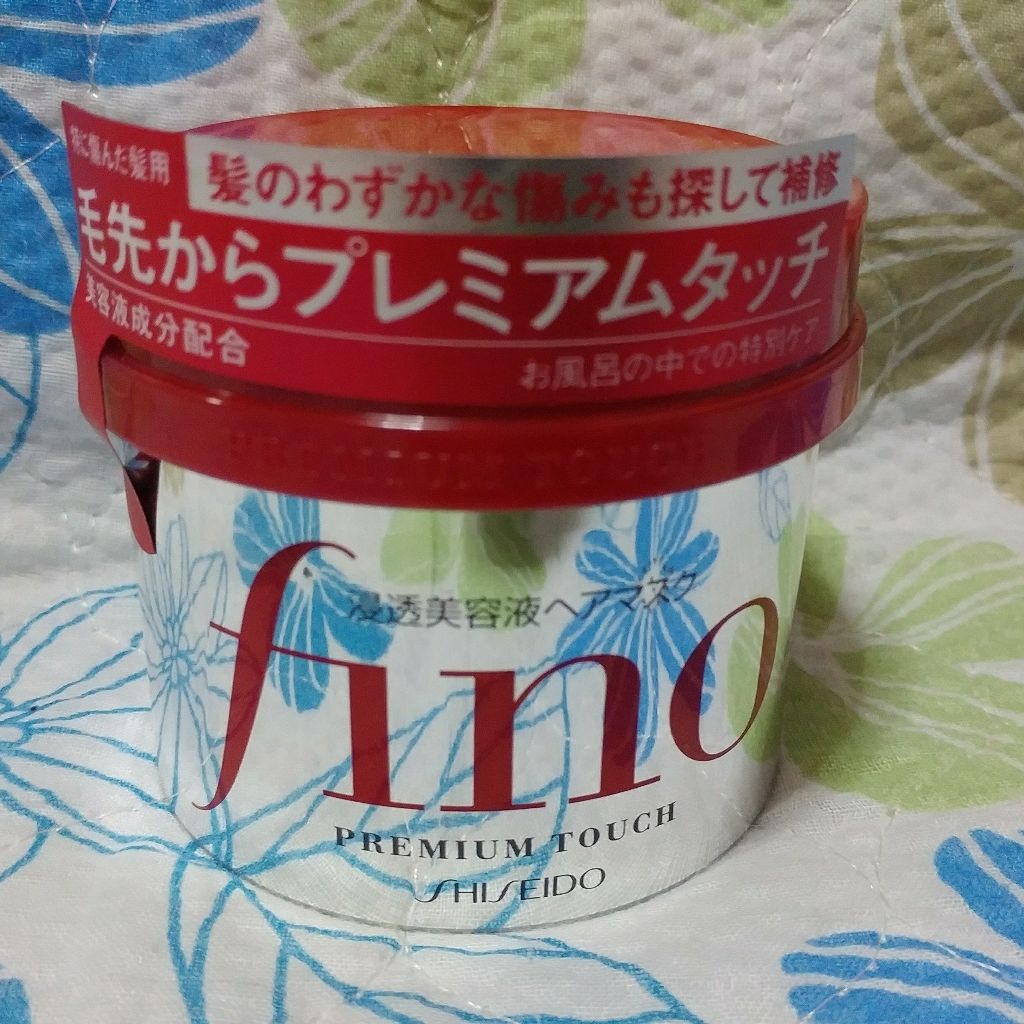 特に傷んだ髪用
髪のわずかな傷みも探して補修
毛先からプレミアムタッチ
美容液成分配合
お風呂の中での特別ケア
PREMIUM TOUCH
浸透美容液ヘアマスク
fino
PREMIUM TOUCH
SHISEIDO